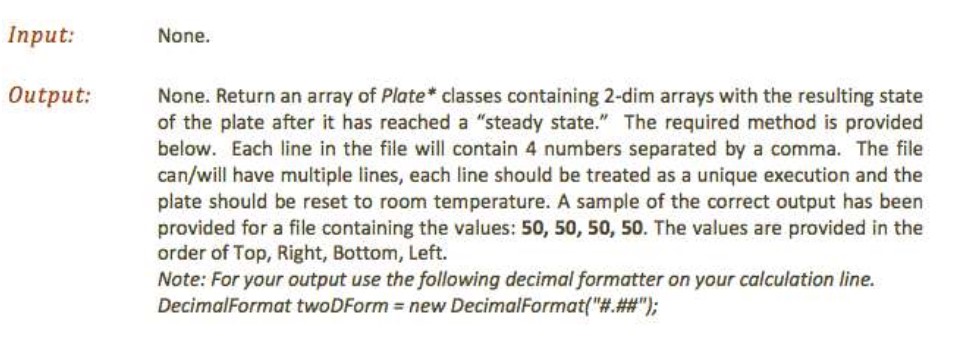 Input: None.
Output: None. Return an array of Plate* classes containing 2-dim arrays with the resulting state
of the plate after it has reached a “steady state.” The required method is provided
below. Each line in the file will contain 4 numbers separated by a comma. The file
can/will have multiple lines, each line should be treated as a unique execution and the
plate should be reset to room temperature. A sample of the correct output has been
provided for a file containing the values: 50, 50, 50, 50. The values are provided in the
order of Top, Right, Bottom, Left.
Note: For your output use the following decimal formatter on your calculation line.
DecimalFormat twoDForm = new DecimalFormat("#.##");